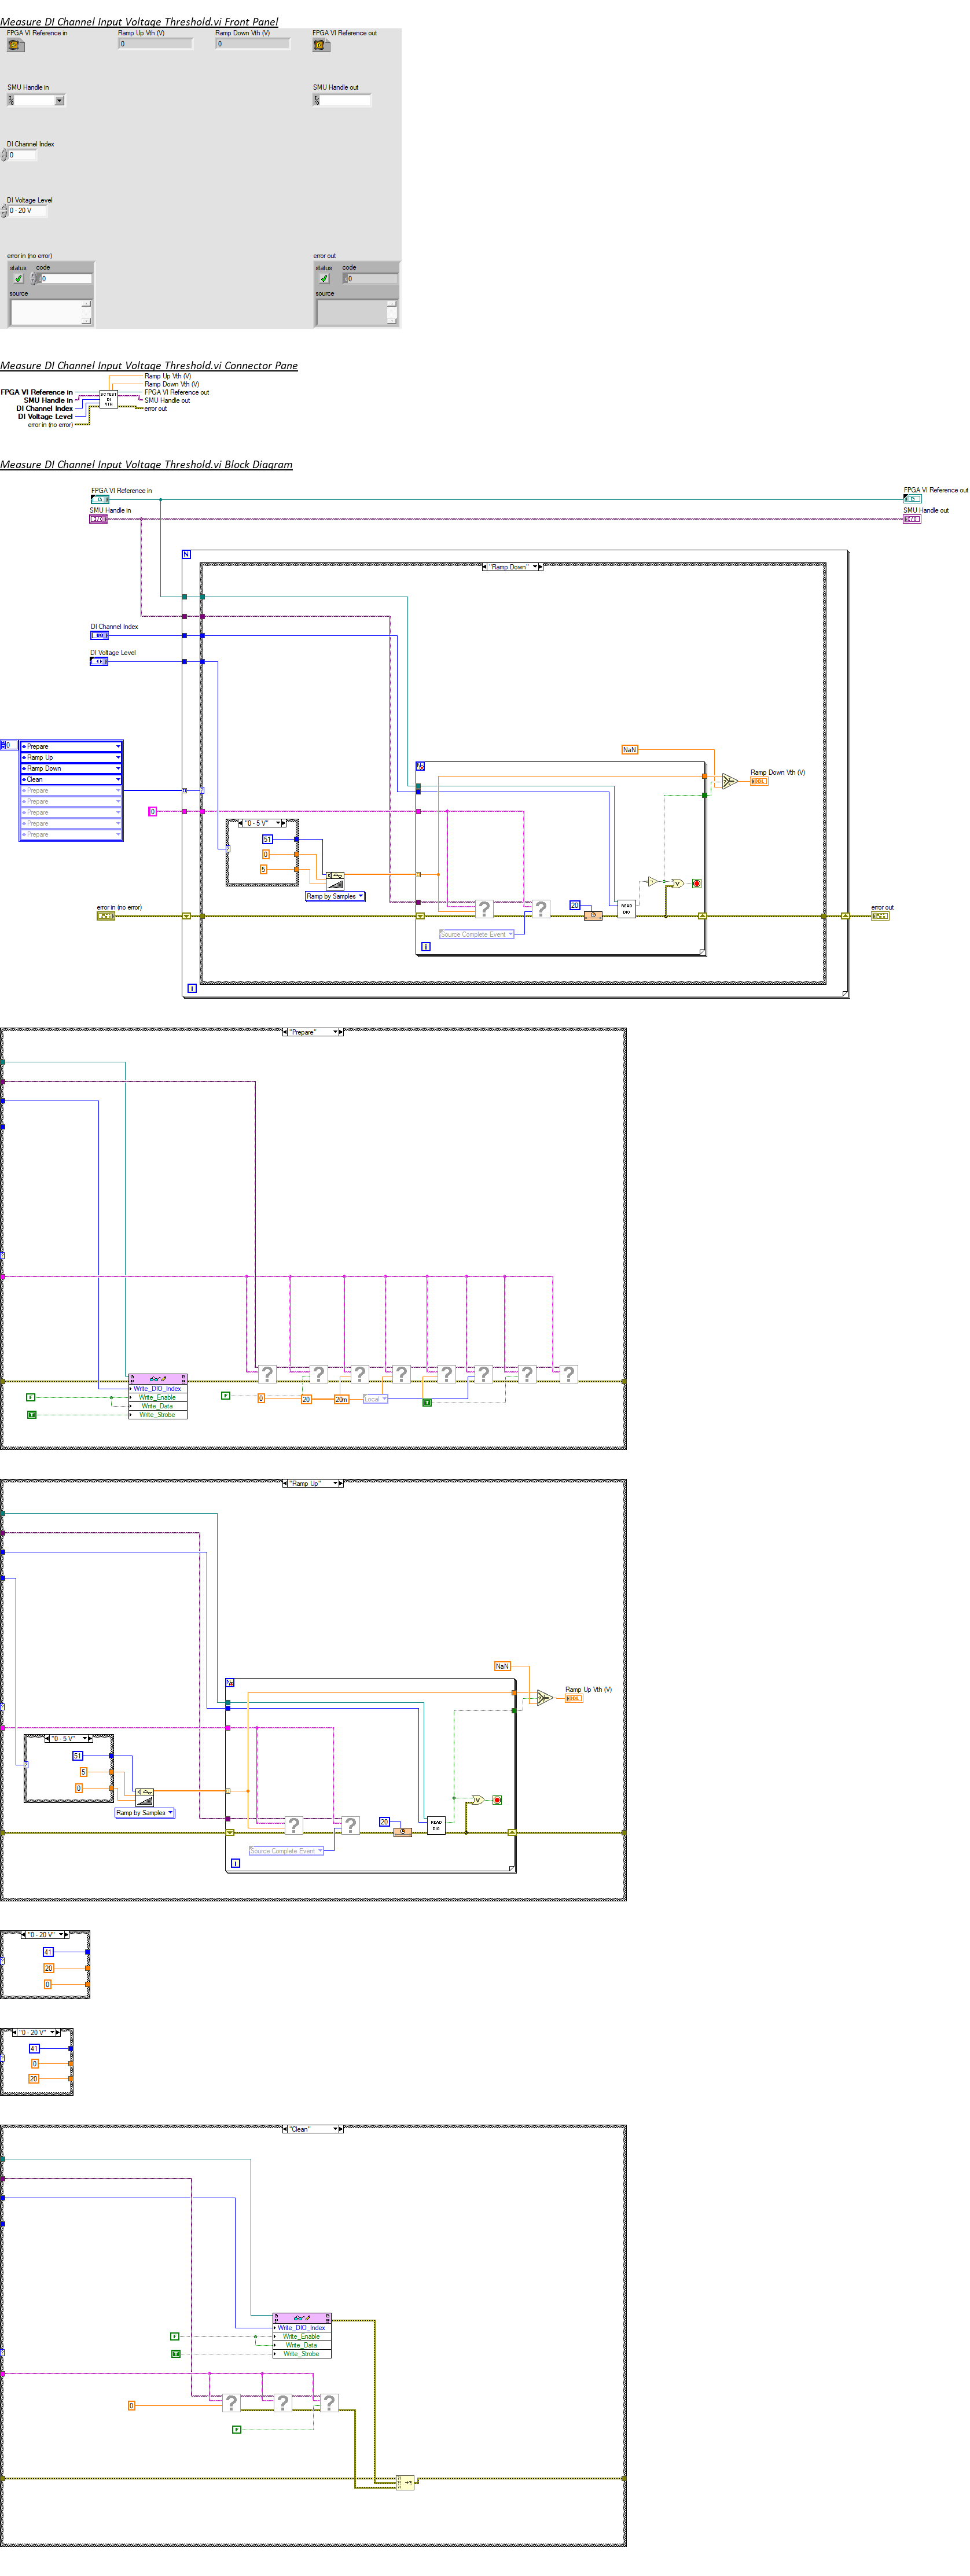 Measure DI Channel Input Voltage Threshold.vi Front Panel
FPGA VI Reference in
Ramp Up Vth (V)
Ramp Down Vth (V)
FPGA VI Reference out
0
0
SMU Handle in
SMU Handle out
DI Channel Index
0
DI Voltage Level
0 - 20 V
error in (no error)
error out
status code
0
source
status code
0
source
Measure DI Channel Input Voltage Threshold.vi Connector Pane
Ramp Up Vth (V)
Ramp Down Vth (V)
FPGA VI Reference in
FPGA VI Reference out
SMU Handle in
SMU Handle out
DI Channel Index
error out
DI Voltage Level
error in (no error)
Measure DI Channel Input Voltage Threshold.vi Block Diagram
FPGA VI Reference in
FPGA VI Reference out
SMU Handle in
SMU Handle out
N
"Ramp Down"
DI Channel Index
DI Voltage Level
0
Prepare
Ramp Up
Ramp Down
Clean
Prepare
Prepare
Prepare
Prepare
Prepare
NaN
Ramp Down Vth (V)
N
"0 - 5 V"
51
0
5
Ramp by Samples
20
READ
DIO
? ?
Source Complete Event
i
error in (no error)
error out
i
"Prepare"
? ? ? ? ? ? ? ?
Write_DIO_Index
Write_Enable
Write_Data
Write_Strobe
F
F
0
20
20m
Local
"Ramp Up"
NaN
Ramp Up Vth (V)
N
"0 - 5 V"
51
5
0
Ramp by Samples
20
READ
DIO
? ?
Source Complete Event
i
"0 - 20 V"
41
20
0
"0 - 20 V"
41
0
20
"Clean"
Write_DIO_Index
Write_Enable
Write_Data
Write_Strobe
F
? ? ?
0
F